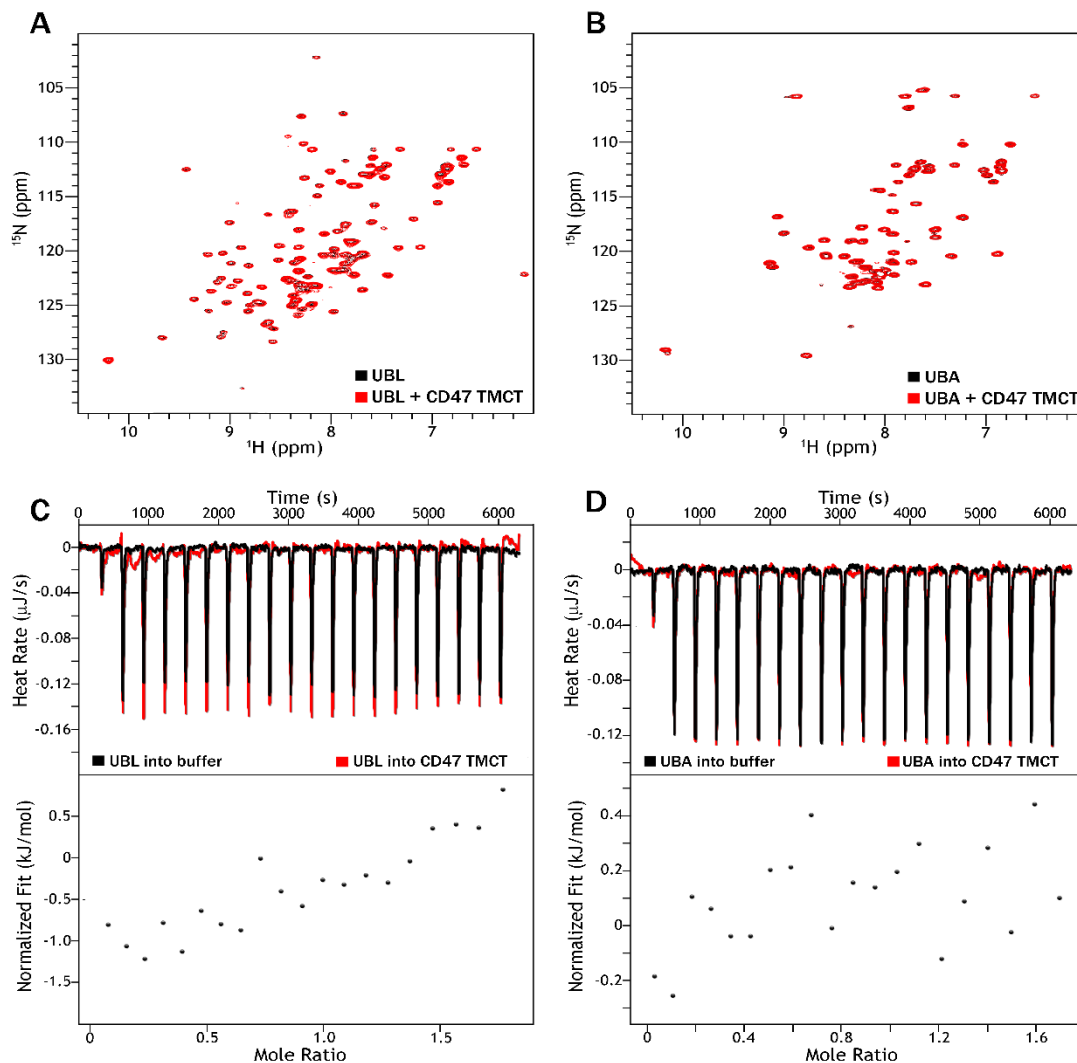 A
B
105
110
115
120
125
130
¹⁵N (ppm)
UBL
UBL + CD47 TMCT
10 9 8 7
¹H (ppm)
105
110
115
120
125
130
¹⁵N (ppm)
UBA
UBA + CD47 TMCT
10 9 8 7
¹H (ppm)
C
Time (s)
0 1000 2000 3000 4000 5000 6000
0
-0.04
-0.08
-0.12
-0.16
Heat Rate (µJ/s)
UBL into buffer
UBL into CD47 TMCT
0.5
0
-0.5
-1.0
-1.5
Normalized Fit (kJ/mol)
0 0.5 1.0 1.5
Mole Ratio
D
Time (s)
0 1000 2000 3000 4000 5000 6000
0
-0.04
-0.08
-0.12
Heat Rate (µJ/s)
UBA into buffer
UBA into CD47 TMCT
0.4
0.2
0
-0.2
Normalized Fit (kJ/mol)
0 0.4 0.8 1.2 1.6
Mole Ratio